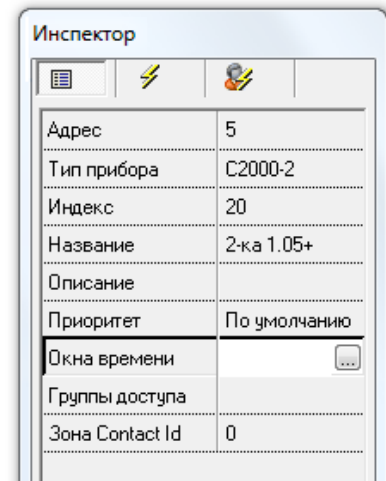 Инспектор
Адрес 5
Тип прибора С2000-2
Индекс 20
Название 2-ка 1.05+
Описание
Приоритет По умолчанию
Окна времени ...
Группы доступа
Зона Contact Id 0